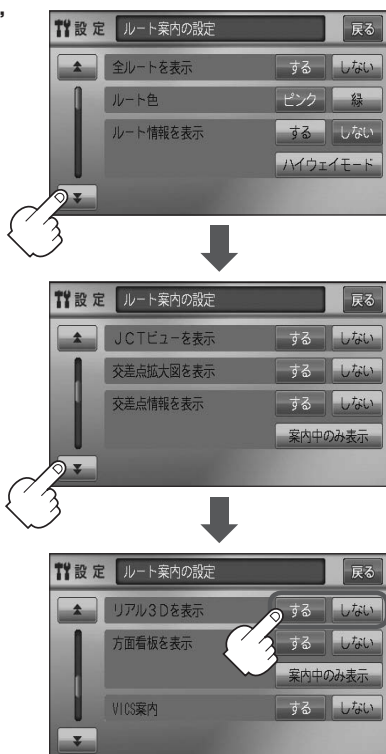 設定 ルート案内の設定 戻る
全ルートを表示 する しない
ルート色 ピンク 緑
ルート情報を表示 する しない
ハイウェイモード
設定 ルート案内の設定 戻る
JCTビューを表示 する しない
交差点拡大図を表示 する しない
交差点情報を表示 する しない
案内中のみ表示
設定 ルート案内の設定 戻る
リアル3Dを表示 する しない
方面看板を表示 する しない
案内中のみ表示
VICS案内 する しない